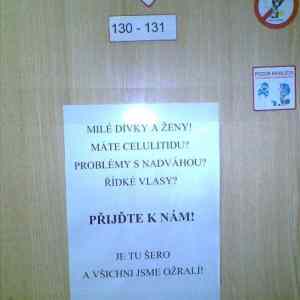 130 - 131
MILÉ DÍVKY A ŽENY!
MÁTE CELULITIDU?
PROBLÉMY S NADVÁHOU?
ŘÍDKÉ VLASY?
PŘIJĎTE K NÁM!
JE TU ŠERO
A VŠICHNI JSME OŽRALÍ!